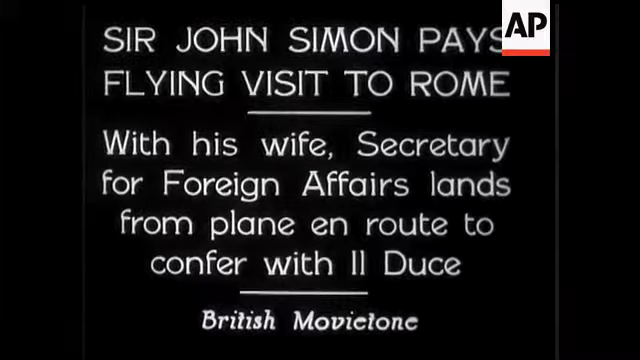 AP
SIR JOHN SIMON PAYS
FLYING VISIT TO ROME
With his wife, Secretary
for Foreign Affairs lands
from plane en route to
confer with Il Duce
British Movietone